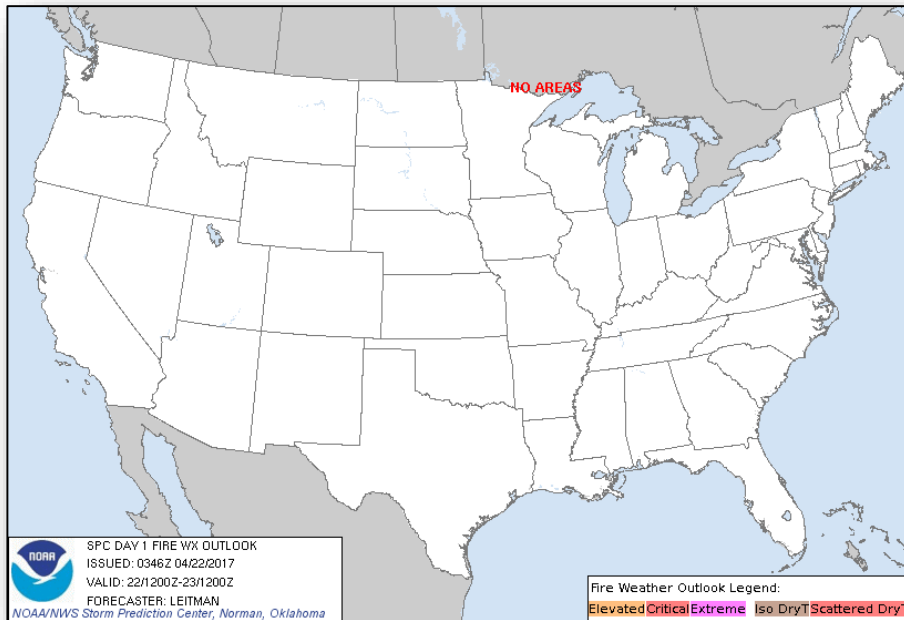 NO AREAS
NOAA
SPC DAY 1 FIRE WX OUTLOOK
ISSUED: 0346Z 04/22/2017
VALID: 22/1200Z-23/1200Z
FORECASTER: LEITMAN
NOAA/NWS Storm Prediction Center, Norman, Oklahoma
Fire Weather Outlook Legend:
Elevated Critical Extreme Iso DryT Scattered DryT